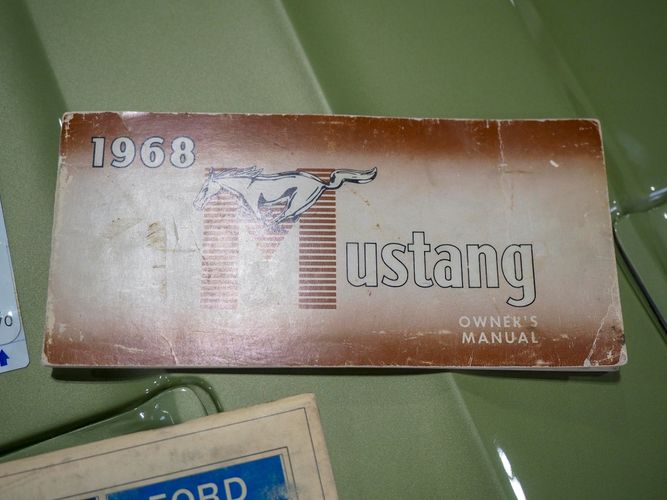 1968
Mustang
OWNER'S
MANUAL
FORD